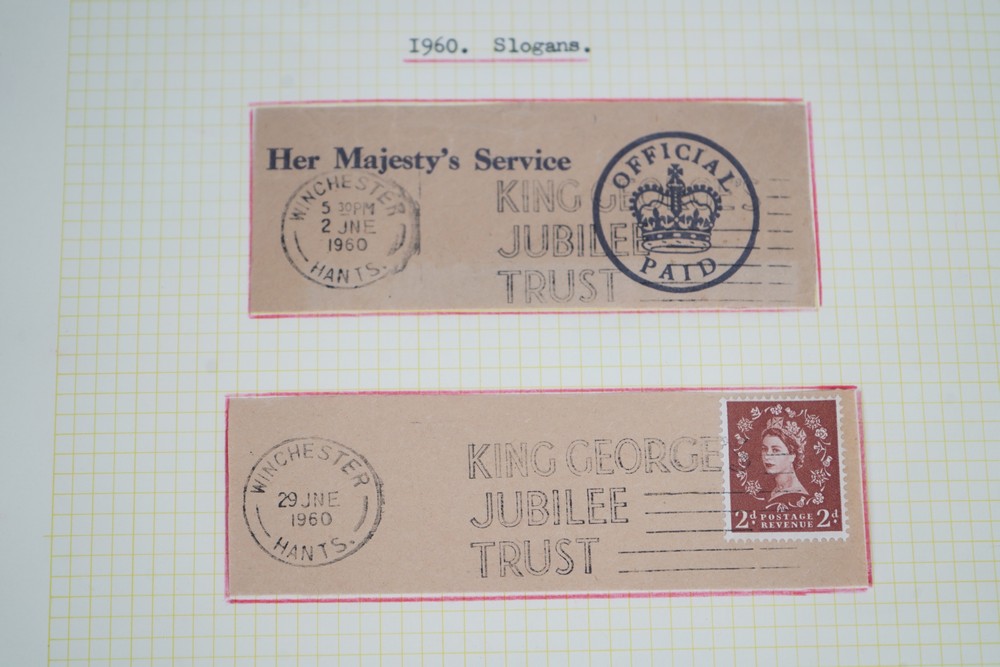 1960. Slogans.
Her Majesty's Service
WINCHESTER
5 30PM
2 JNE
1960
HANTS.
KING GEORGE
JUBILEE
TRUST
OFFICIAL
PAID
WINCHESTER
29 JNE
1960
HANTS.
KING GEORGE
JUBILEE
TRUST
2d POSTAGE 2d
REVENUE